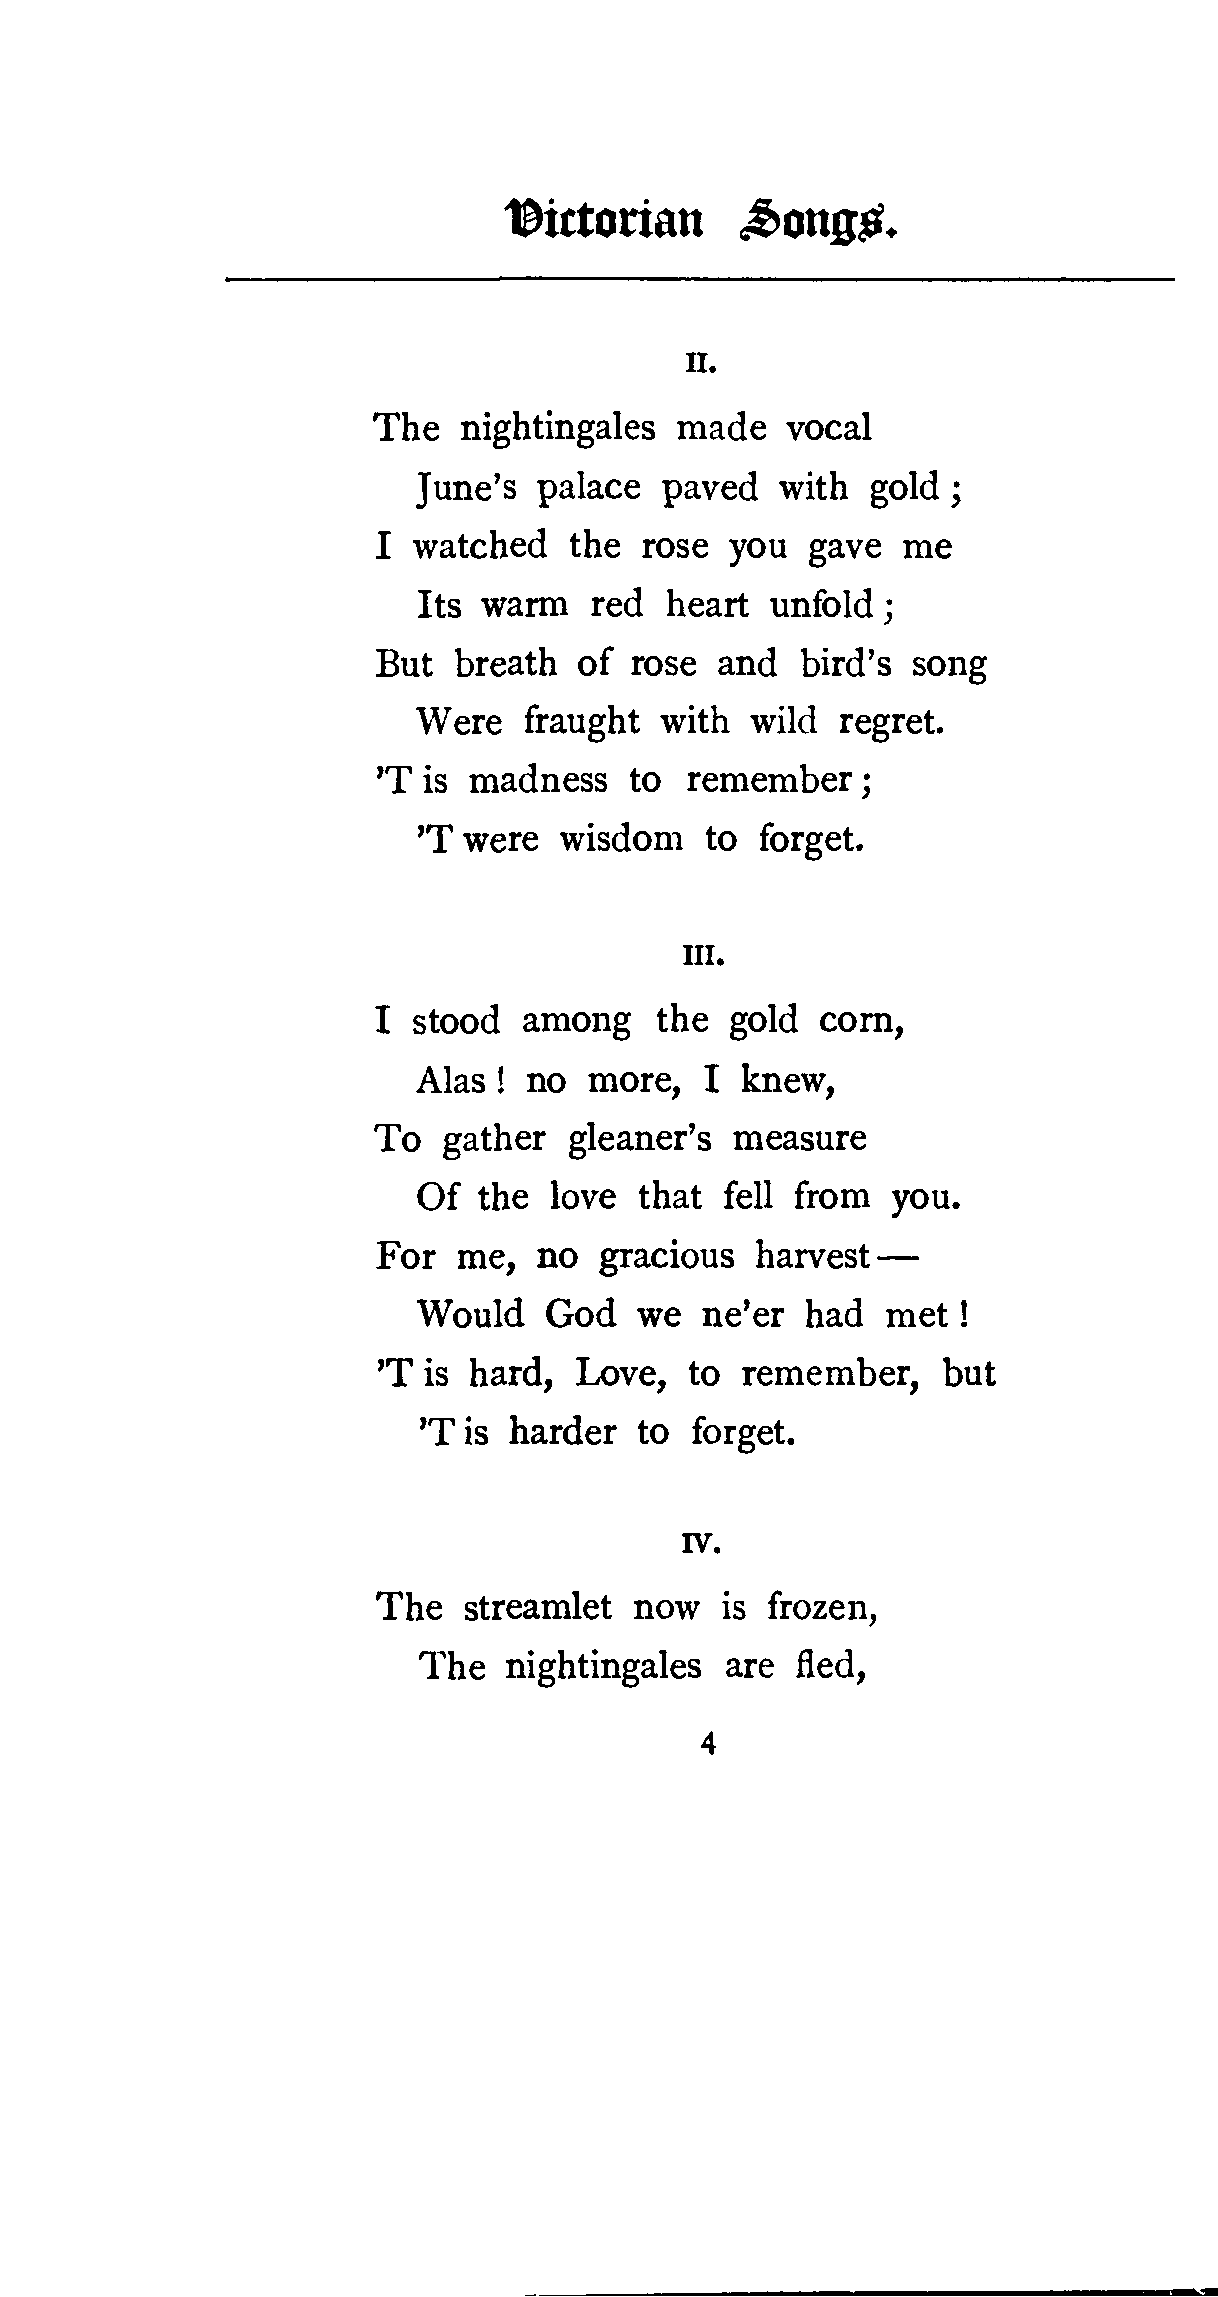 Victorian Songs.
II.
The nightingales made vocal
June's palace paved with gold ;
I watched the rose you gave me
Its warm red heart unfold ;
But breath of rose and bird's song
Were fraught with wild regret.
'T is madness to remember ;
'T were wisdom to forget.
III.
I stood among the gold corn,
Alas ! no more, I knew,
To gather gleaner's measure
Of the love that fell from you.
For me, no gracious harvest—
Would God we ne'er had met !
'T is hard, Love, to remember, but
'T is harder to forget.
IV.
The streamlet now is frozen,
The nightingales are fled,
4